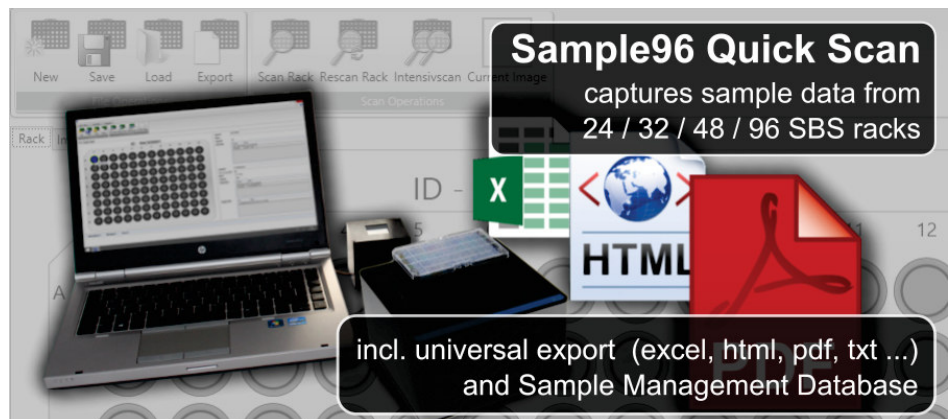 New Save Load Export Scan Rack Rescan Rack Intensivscan Current Image
Scan Operations
Sample96 Quick Scan
captures sample data from
24 / 32 / 48 / 96 SBS racks
Rack
ID -
X
HTML
5
11 12
A
PDF
incl. universal export (excel, html, pdf, txt ...)
and Sample Management Database
hp